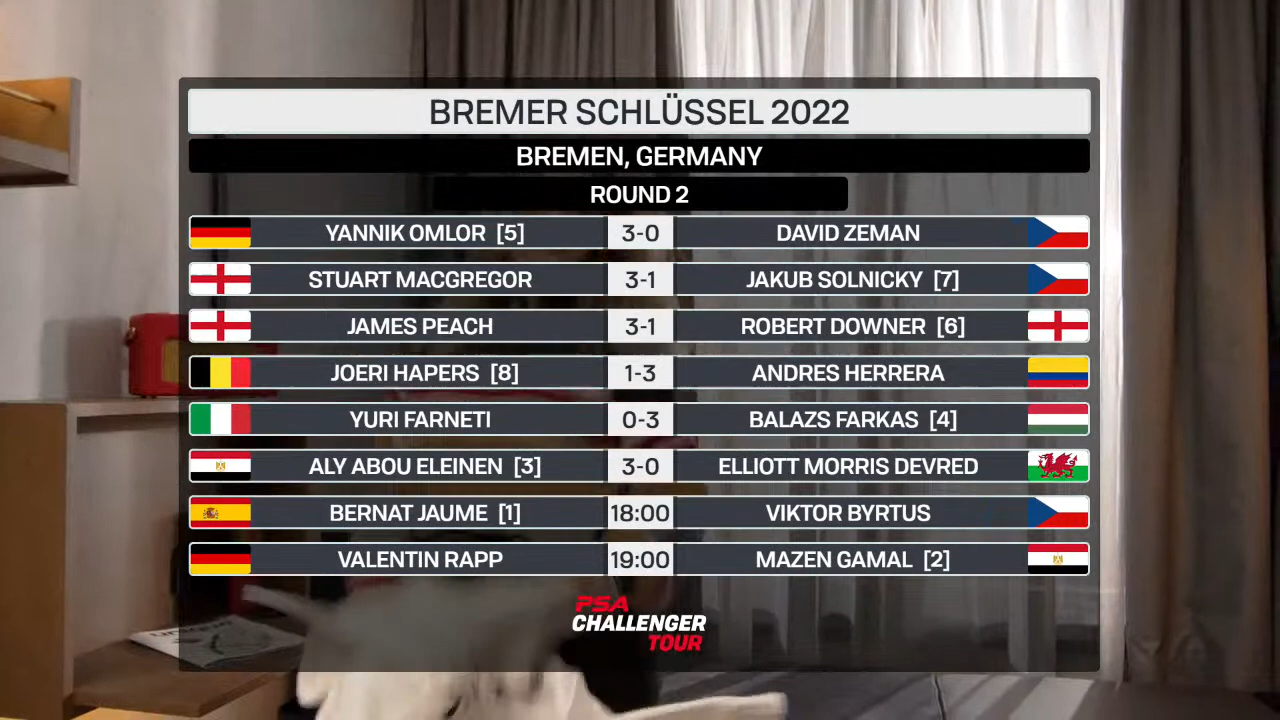 BREMER SCHLÜSSEL 2022
BREMEN, GERMANY
ROUND 2
YANNIK OMLOR [5] 3-0 DAVID ZEMAN
STUART MACGREGOR 3-1 JAKUB SOLNICKY [7]
JAMES PEACH 3-1 ROBERT DOWNER [6]
JOERI HAPERS [8] 1-3 ANDRES HERRERA
YURI FARNETI 0-3 BALAZS FARKAS [4]
ALY ABOU ELEINEN [3] 3-0 ELLIOTT MORRIS DEVRED
BERNAT JAUME [1] 18:00 VIKTOR BYRTUS
VALENTIN RAPP 19:00 MAZEN GAMAL [2]
PSA
CHALLENGER
TOUR